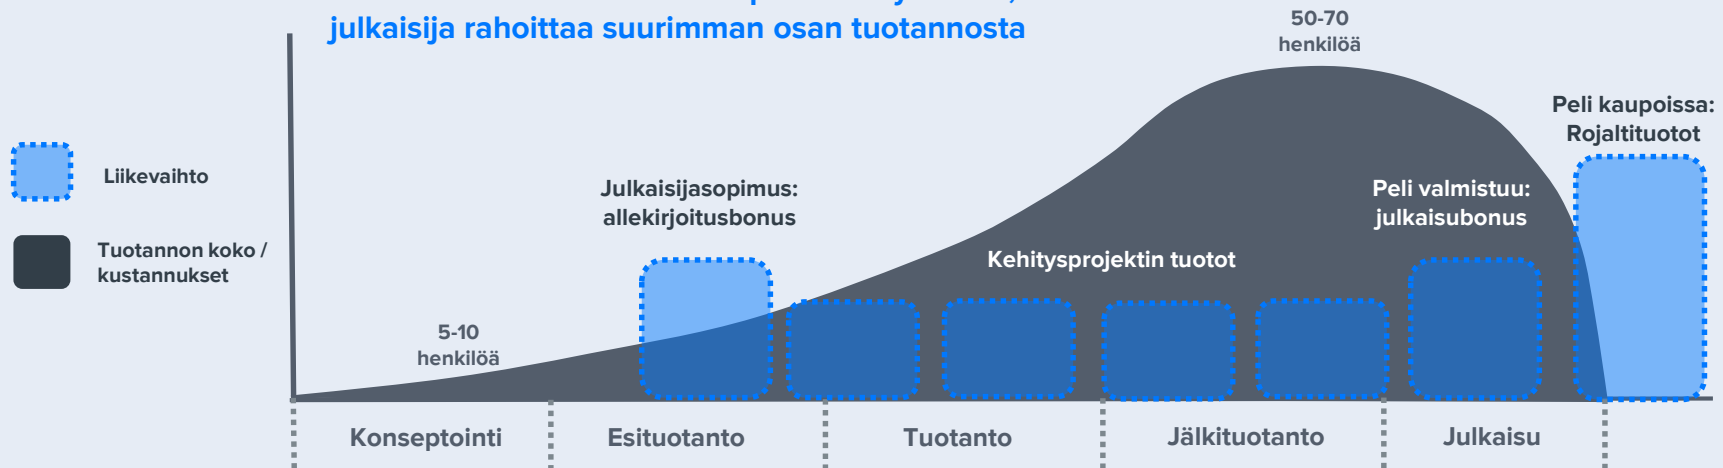 julkaisija rahoittaa suurimman osan tuotannosta
50-70
henkilöä
Peli kaupoissa:
Rojaltituotot
Liikevaihto
Julkaisijasopimus:
allekirjoitusbonus
Peli valmistuu:
julkaisubonus
Tuotannon koko /
kustannukset
Kehitysprojektin tuotot
5-10
henkilöä
Konseptointi
Esituotanto
Tuotanto
Jälkituotanto
Julkaisu